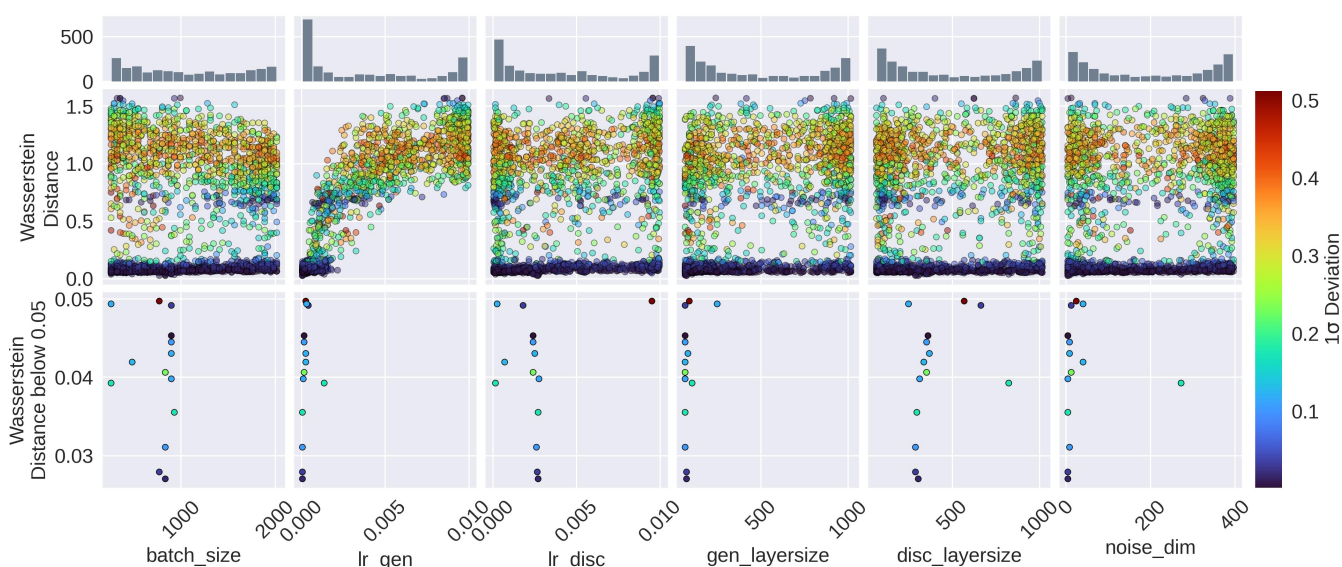 500
0
Wasserstein
Distance
1.5
1.0
0.5
0.0
Wasserstein
Distance below 0.05
0.05
0.04
0.03
1000
2000
batch_size
0.000
0.005
0.010
lr_gen
0.000
0.005
0.010
lr_disc
500
1000
gen_layersize
500
1000
disc_layersize
0
200
400
noise_dim
0.5
0.4
0.3
0.2
0.1
1σ Deviation